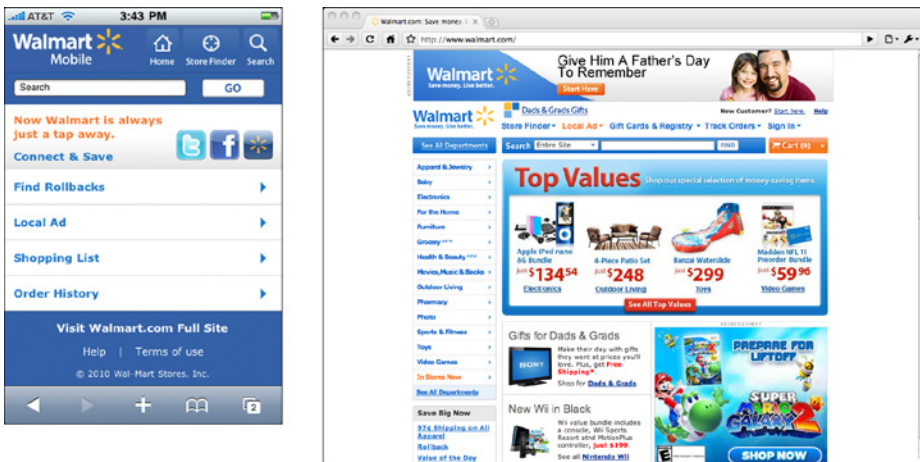 AT&T 3:43 PM
Walmart
Mobile
Home Store Finder Search
Search GO
Now Walmart is always
just a tap away.
Connect & Save
Find Rollbacks
Local Ad
Shopping List
Order History
Visit Walmart.com Full Site
Help | Terms of use
© 2010 Wal-Mart Stores. Inc.
2
Walmart.com: Save money. L
http://www.walmart.com/
ADVERTISEMENT
Walmart
Save money. Live better.
Give Him A Father's Day
To Remember
Start Here
Walmart
Save money. Live better.
Dads & Grads Gifts
New Customer? Start here. Help
Store Finder Local Ad Gift Cards & Registry Track Orders Sign In
See All Departments
Search Entire Site FIND Cart (0)
Apparel & Jewelry
Baby
Electronics
For the Home
Furniture
Grocery NEW
Health & Beauty NEW
Movies, Music & Books
Outdoor Living
Pharmacy
Photo
Sports & Fitness
Toys
Video Games
In Stores Now
See All Departments
Save Big Now
97¢ Shipping on All
Apparel
Rollback
Value of the Day
Top Values Shop our special selection of money-saving items.
Apple iPod nano
8G Bundle
Just $134 54
Electronics
4-Piece Patio Set
Just $248
Outdoor Living
Banzai Waterslide
Just $299
Toys
Madden NFL 11
Preorder Bundle
Just $59 96
Video Games
See All Top Values
Gifts for Dads & Grads
SONY
Make their day with gifts
they want at prices you'll
love. Plus, get Free
Shipping*.
Shop for Dads & Grads
New Wii in Black
Wii value bundle includes
a console, Wii Sports
Resort and MotionPlus
controller, just $199.
See all Nintendo Wii
ADVERTISEMENT
PREPARE FOR
LIFTOFF
SUPER
MARIO
GALAXY 2
E
SHOP NOW